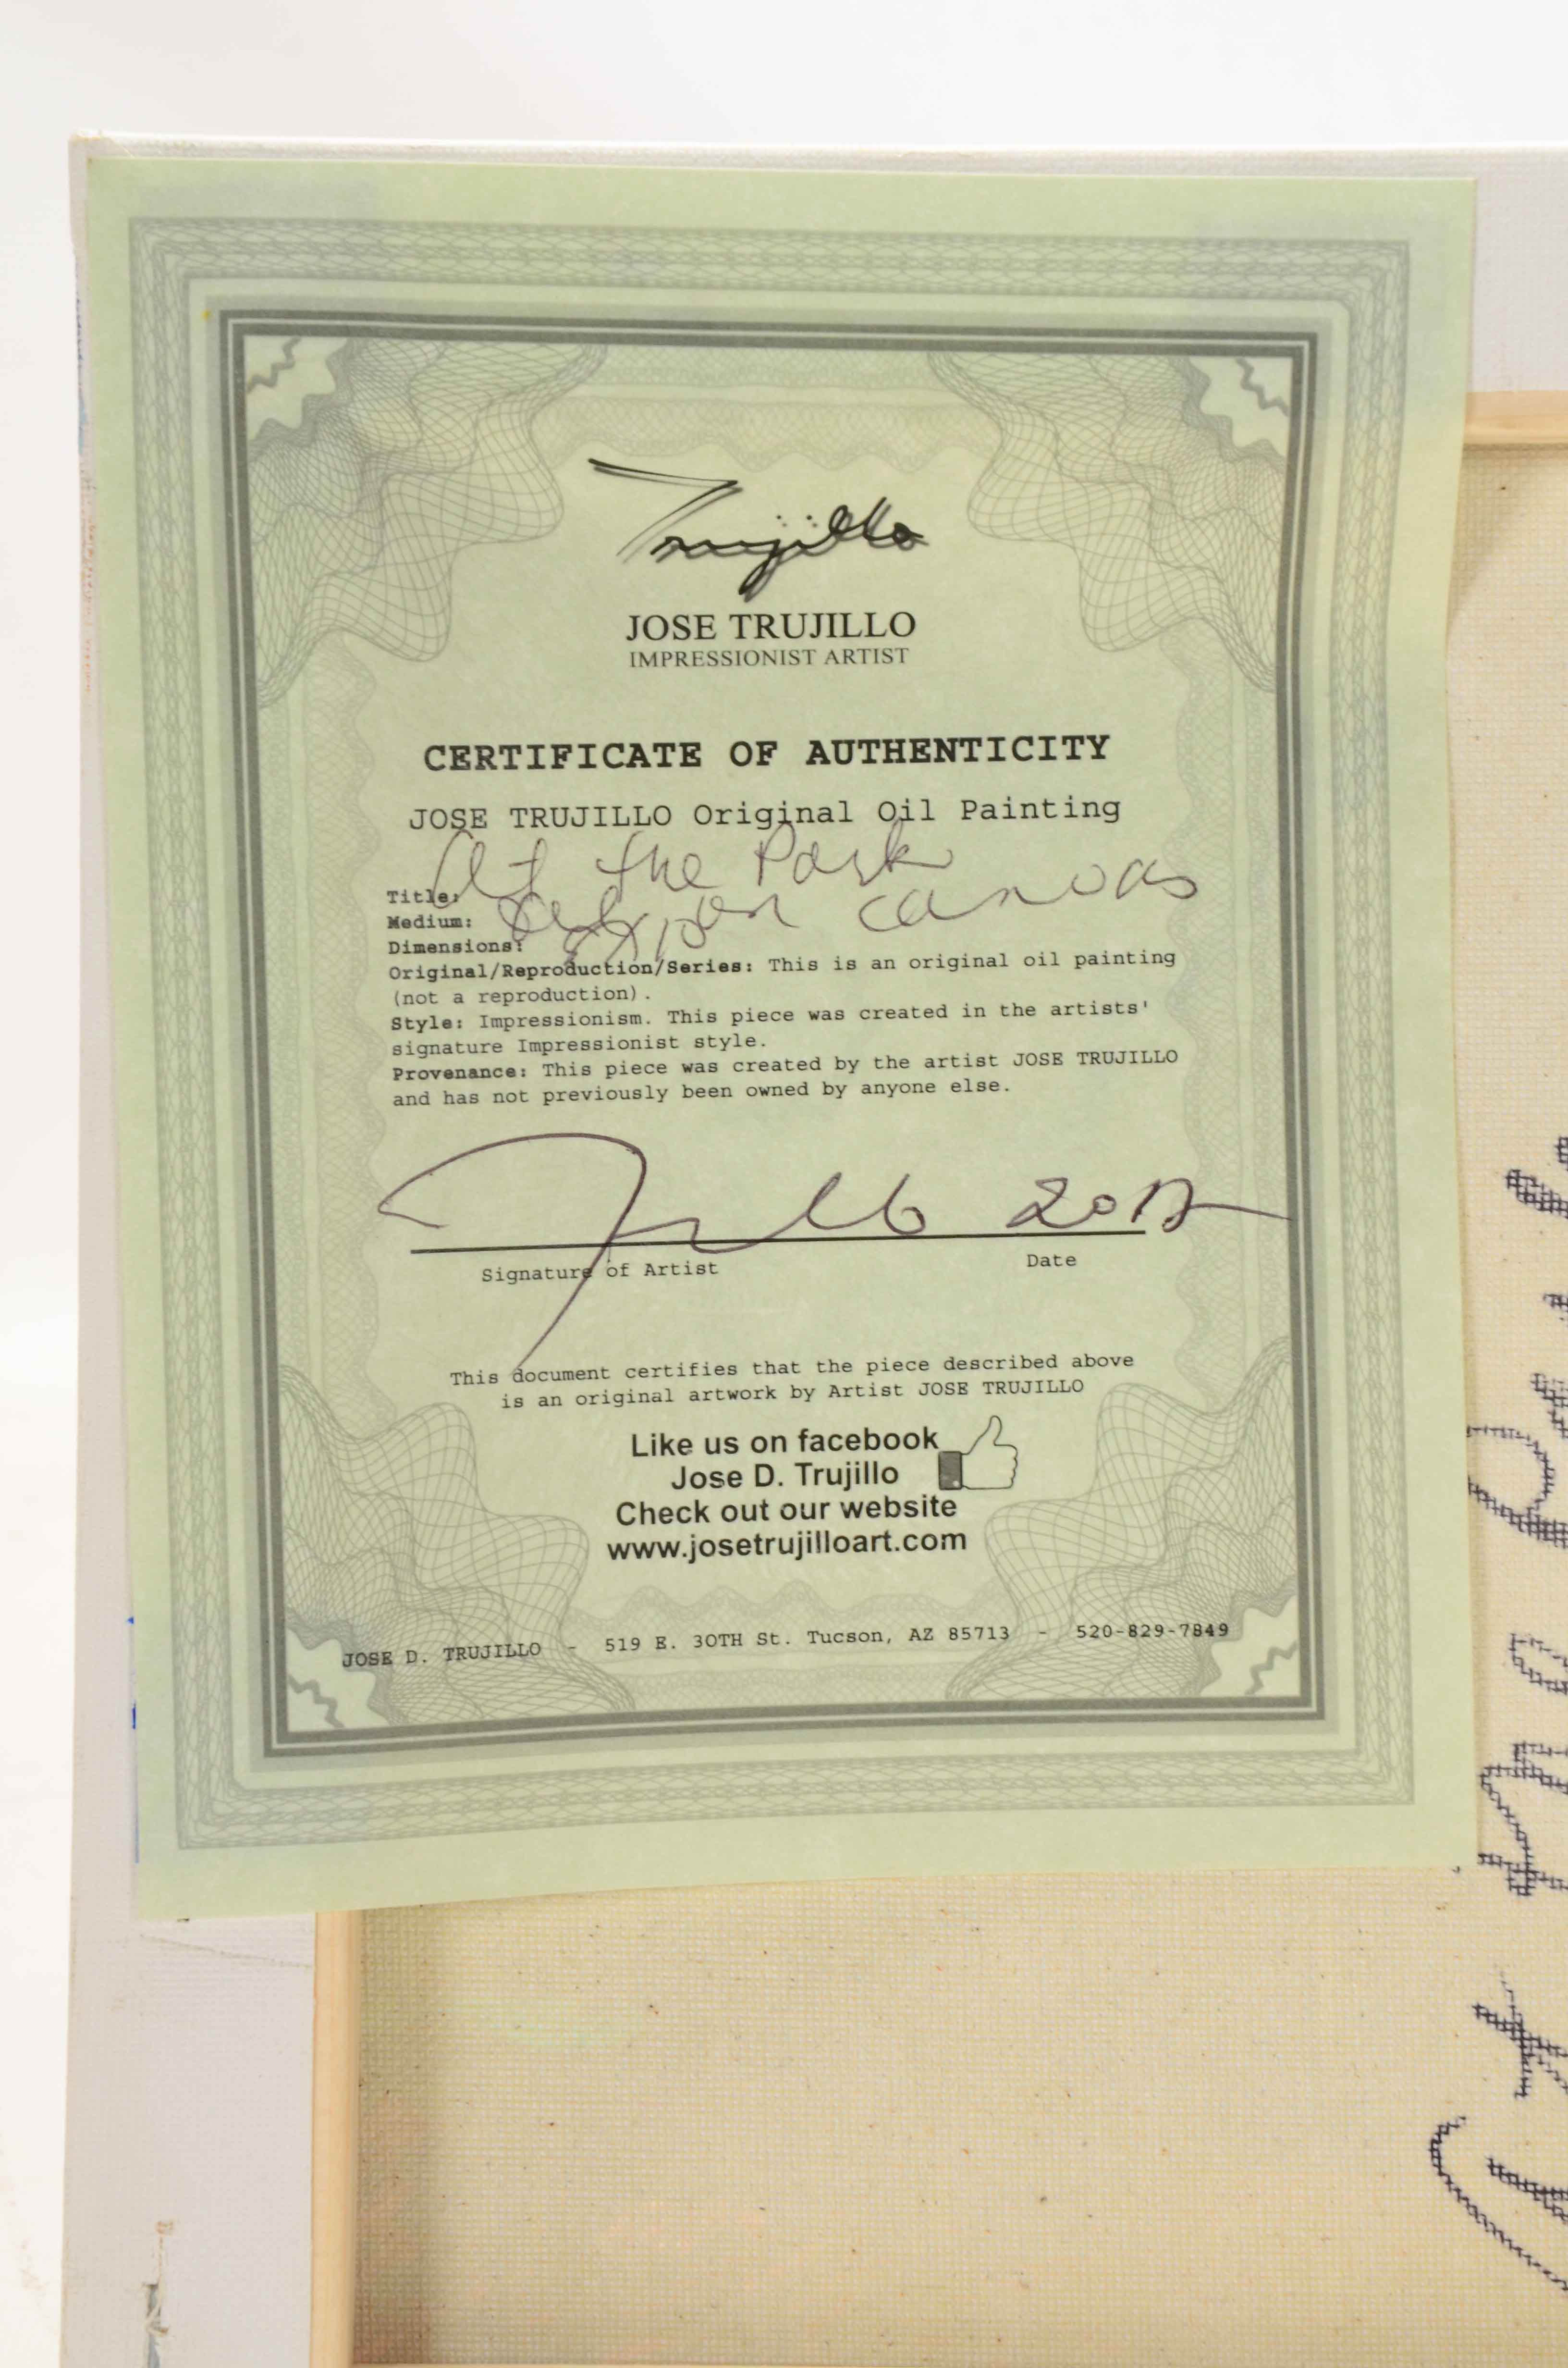 Trujillo
JOSE TRUJILLO
IMPRESSIONIST ARTIST
CERTIFICATE OF AUTHENTICITY
JOSE TRUJILLO Original Oil Painting
Title: At the Park
Medium: canvas
Dimensions:
Original/Reproduction/Series: This is an original oil painting
(not a reproduction).
Style: Impressionism. This piece was created in the artists'
signature Impressionist style.
Provenance: This piece was created by the artist JOSE TRUJILLO
and has not previously been owned by anyone else.
Signature of Artist Date
This document certifies that the piece described above
is an original artwork by Artist JOSE TRUJILLO
Like us on facebook
Jose D. Trujillo
Check out our website
www.josetrujilloart.com
JOSE D. TRUJILLO - 519 E. 30TH St. Tucson, AZ 85713 - 520-829-7849